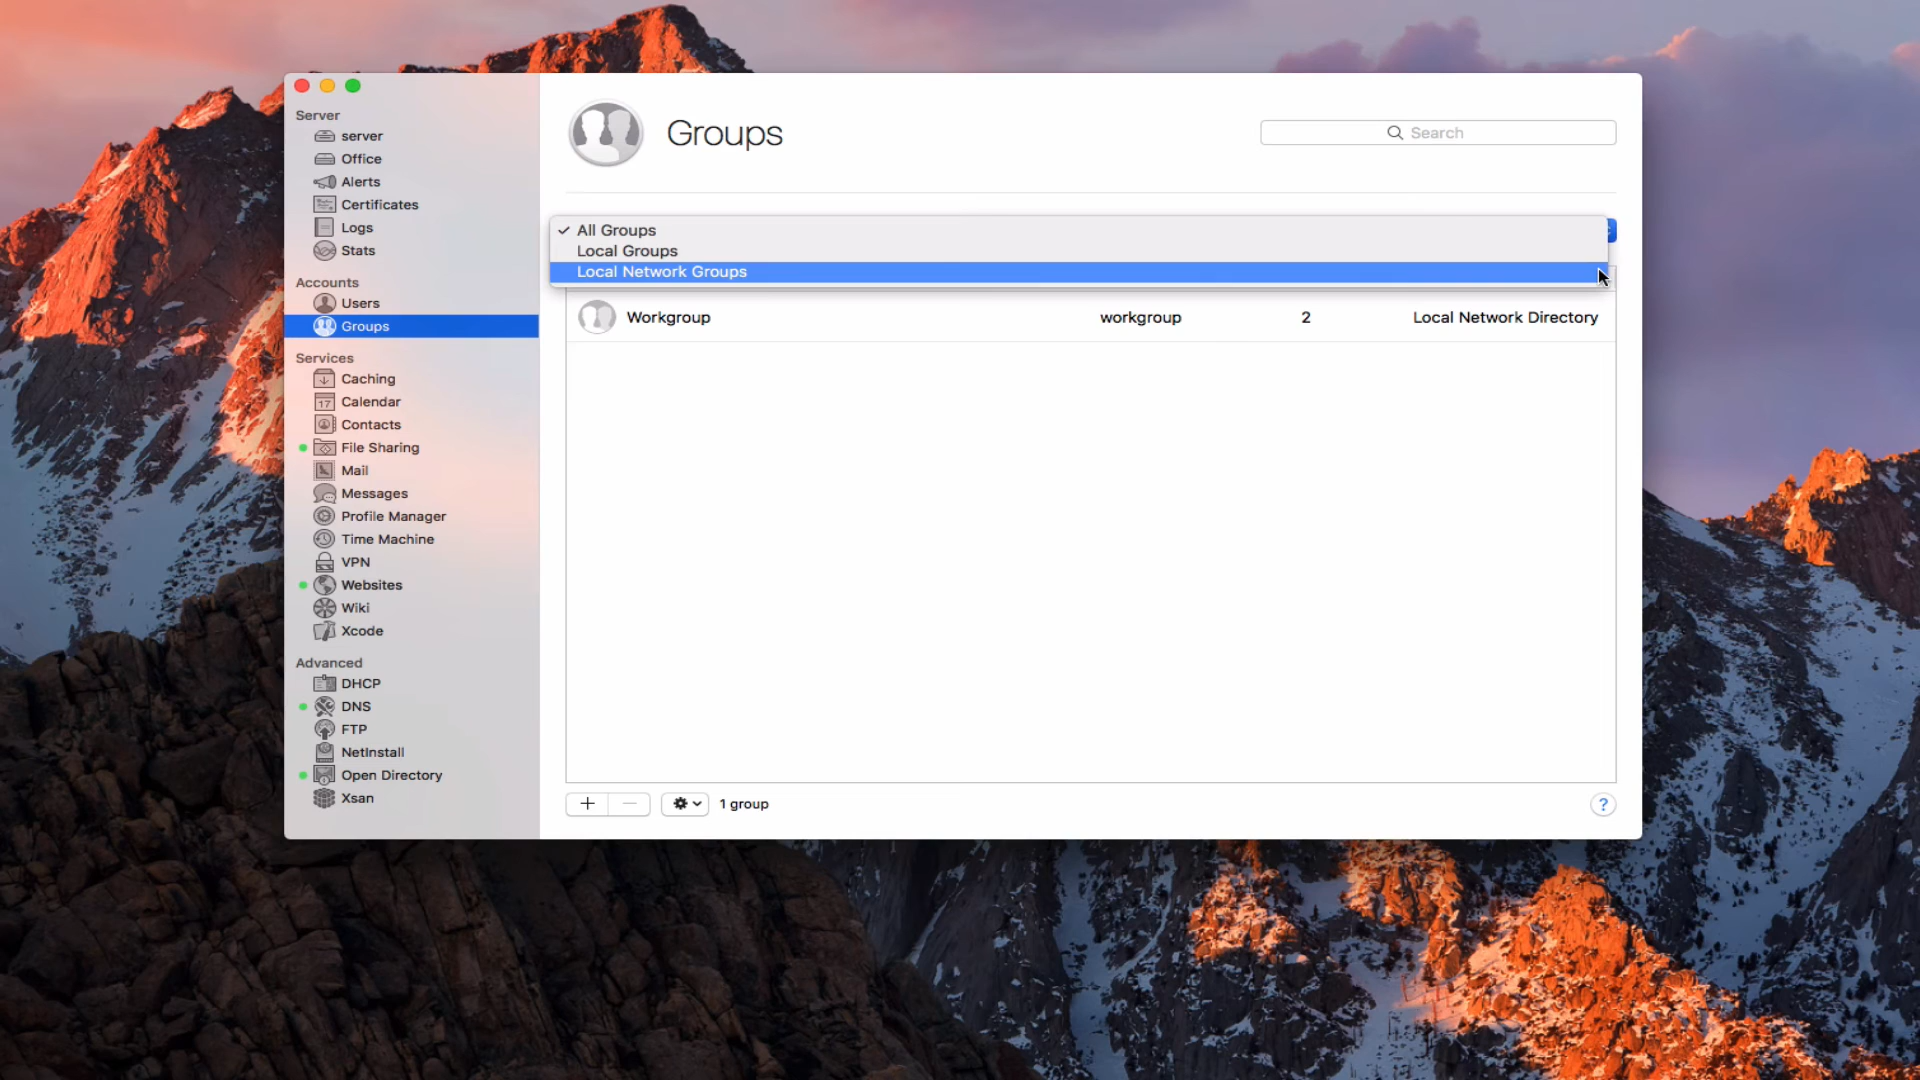 Server
server
Office
Alerts
Certificates
Logs
Stats
Accounts
Users
Groups
Services
Caching
17 Calendar
Contacts
File Sharing
Mail
Messages
Profile Manager
Time Machine
VPN
Websites
Wiki
Xcode
Advanced
DHCP
DNS
FTP
NetInstall
Open Directory
Xsan
Groups
Search
✓ All Groups
Local Groups
Local Network Groups
Workgroup workgroup 2 Local Network Directory
+ − 1 group ?